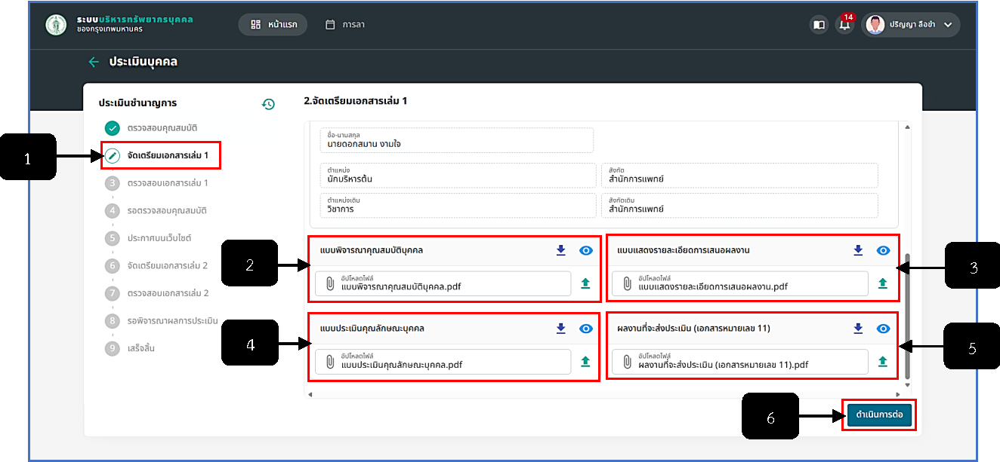 ระบบบริหารทรัพยากรบุคคล
ของกรุงเทพมหานคร
หน้าแรก
การลา
14
ปริญญา ลือขำ
ประเมินบุคคล
ประเมินชำนาญการ
ตรวจสอบคุณสมบัติ
1
จัดเตรียมเอกสารเล่ม 1
3 ตรวจสอบเอกสารเล่ม 1
4 รอตรวจสอบคุณสมบัติ
5 ประกาศบนเว็บไซต์
6 จัดเตรียมเอกสารเล่ม 2
7 ตรวจสอบเอกสารเล่ม 2
8 รอพิจารณาผลการประเมิน
9 เสร็จสิ้น
2.จัดเตรียมเอกสารเล่ม 1
ชื่อ-นามสกุล
นายดอกสมาน งามใจ
ตำแหน่ง
นักบริหารต้น
สังกัด
สำนักการแพทย์
ตำแหน่งเดิม
วิชาการ
สังกัดเดิม
สำนักการแพทย์
2
แบบพิจารณาคุณสมบัติบุคคล
อัปโหลดไฟล์
แบบพิจารณาคุณสมบัติบุคคล.pdf
3
แบบแสดงรายละเอียดการเสนอผลงาน
อัปโหลดไฟล์
แบบแสดงรายละเอียดการเสนอผลงาน.pdf
4
แบบประเมินคุณลักษณะบุคคล
อัปโหลดไฟล์
แบบประเมินคุณลักษณะบุคคล.pdf
5
ผลงานที่จะส่งประเมิน (เอกสารหมายเลข 11)
อัปโหลดไฟล์
ผลงานที่จะส่งประเมิน (เอกสารหมายเลข 11).pdf
6
ดำเนินการต่อ